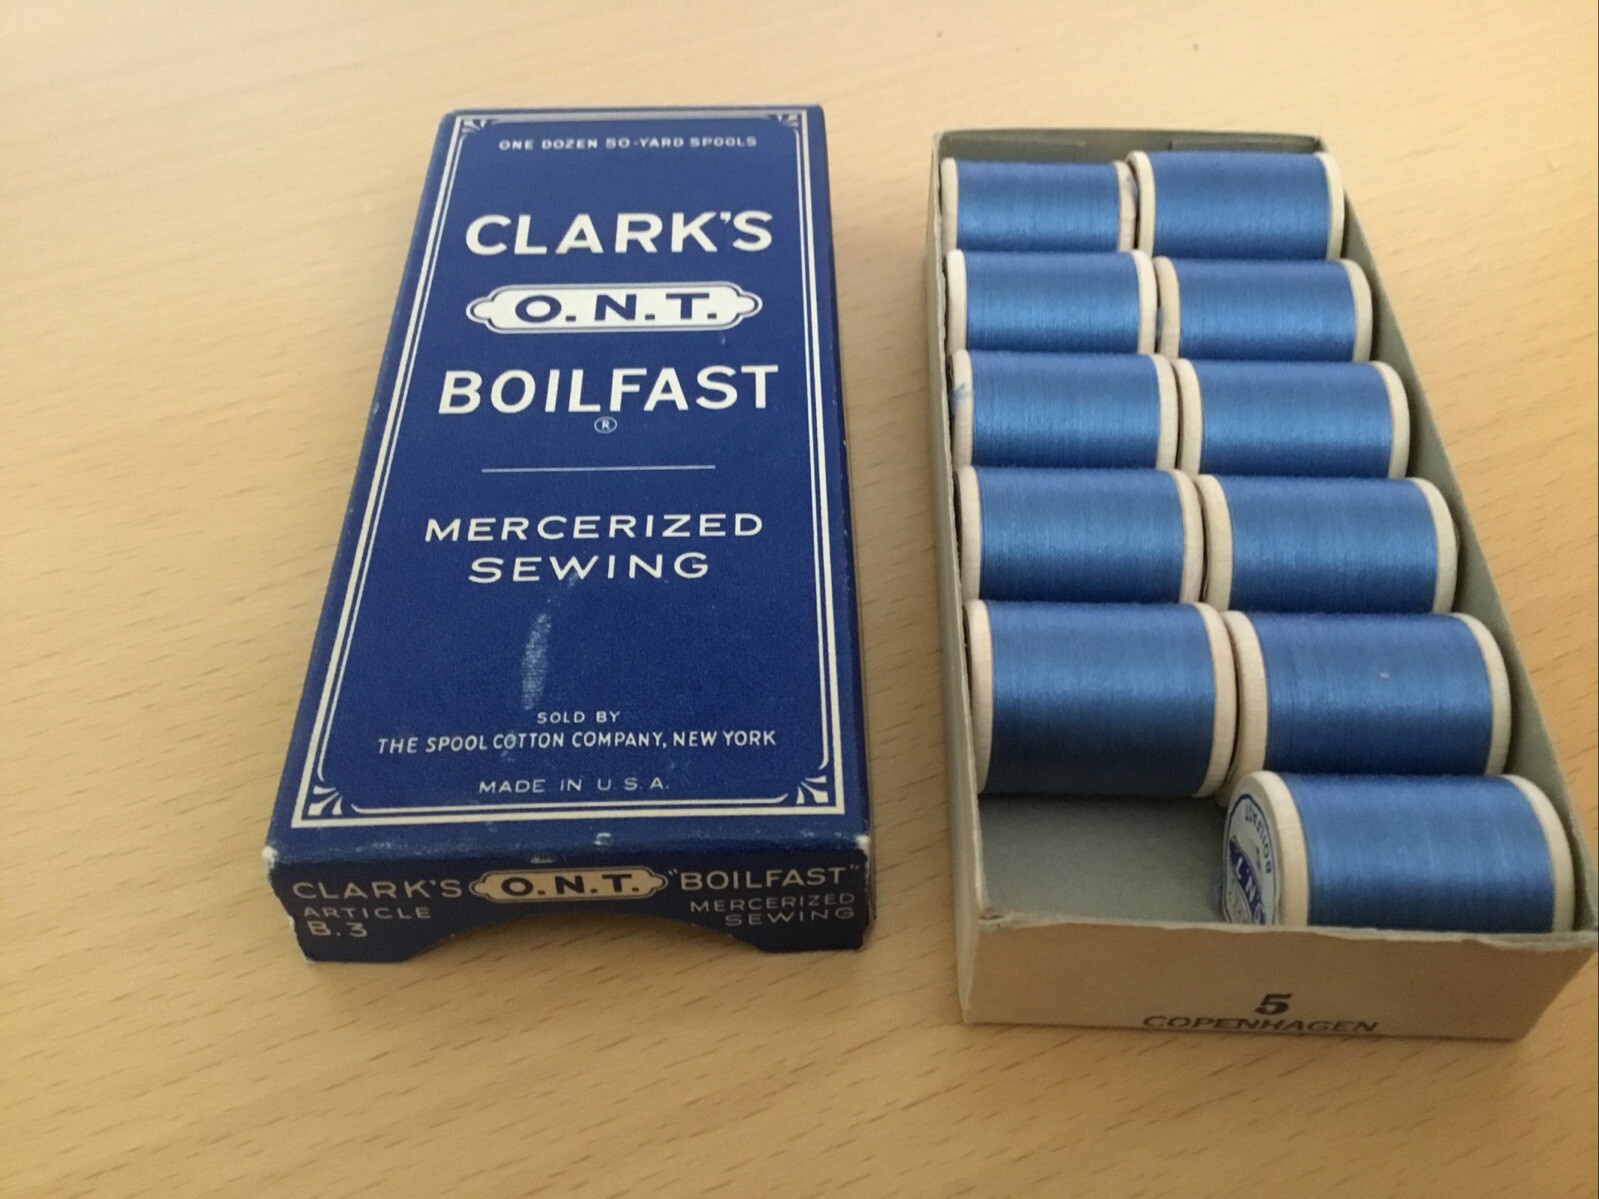 ONE DOZEN 50-YARD SPOOLS
CLARK'S
O.N.T.
BOILFAST
®
MERCERIZED
SEWING
SOLD BY
THE SPOOL COTTON COMPANY, NEW YORK
MADE IN U.S.A.
CLARK'S O.N.T. "BOILFAST"
ARTICLE MERCERIZED
B.3 SEWING
5
COPENHAGEN